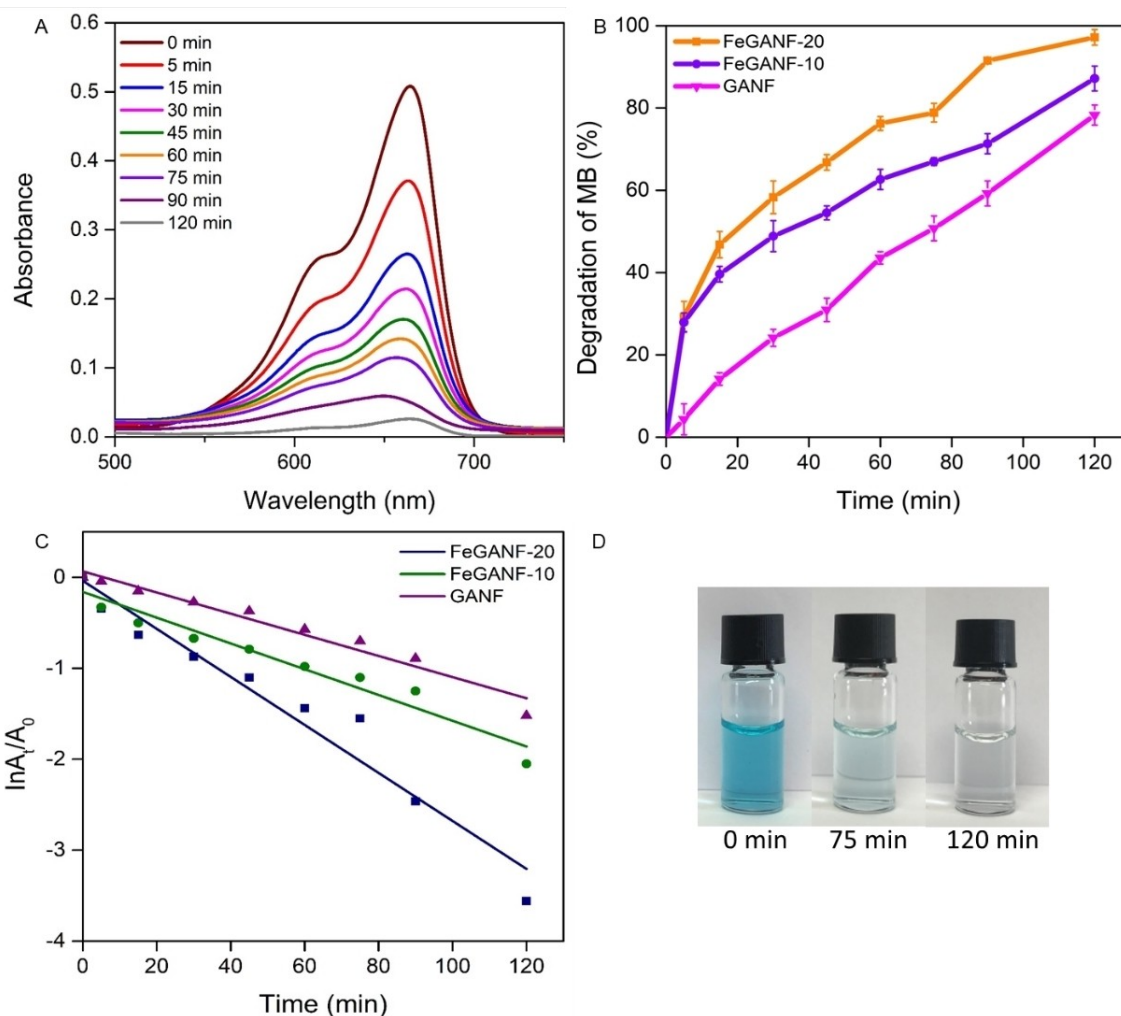 A
0.6
0.5
0.4
0.3
0.2
0.1
0.0
Absorbance
0 min
5 min
15 min
30 min
45 min
60 min
75 min
90 min
120 min
500
600
700
Wavelength (nm)
B
100
80
60
40
20
0
Degradation of MB (%)
FeGANF-20
FeGANF-10
GANF
0
20
40
60
80
100
120
Time (min)
C
0
-1
-2
-3
-4
lnAt/A0
FeGANF-20
FeGANF-10
GANF
0
20
40
60
80
100
120
Time (min)
D
0 min
75 min
120 min